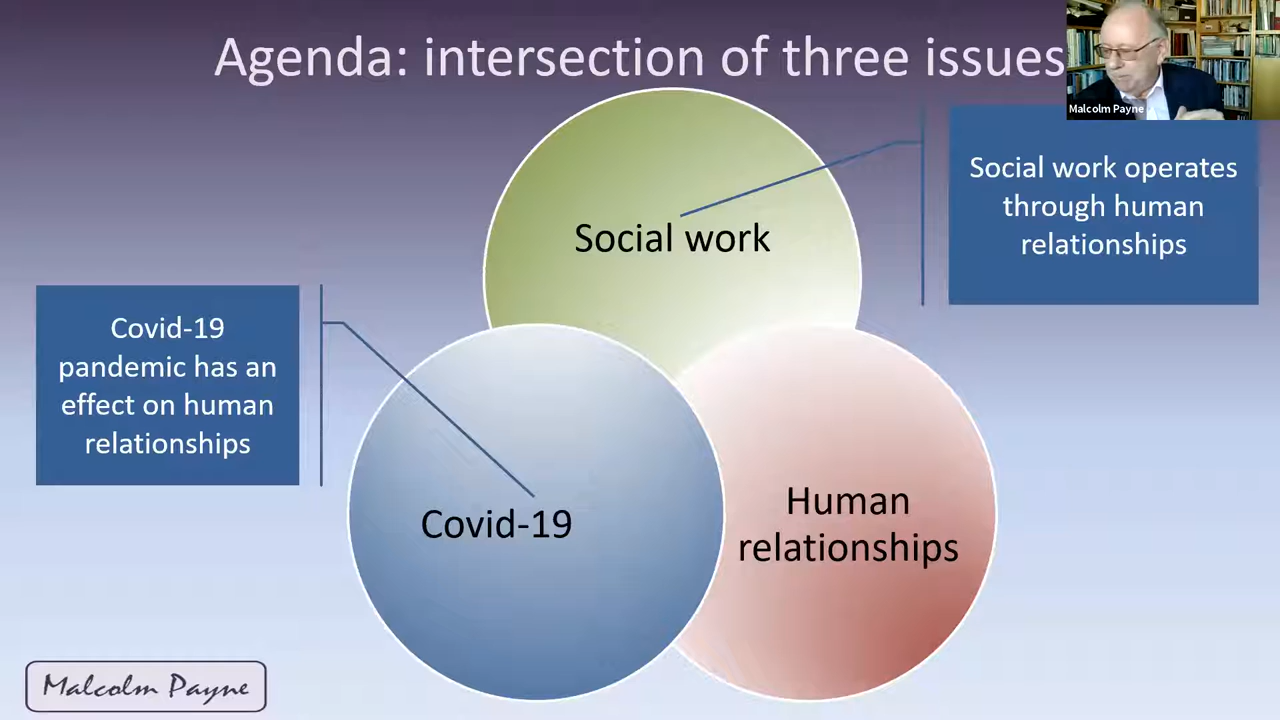 Agenda: intersection of three issues
Malcolm Payne
Social work operates
through human
relationships
Social work
Covid-19
pandemic has an
effect on human
relationships
Covid-19
Human
relationships
Malcolm Payne